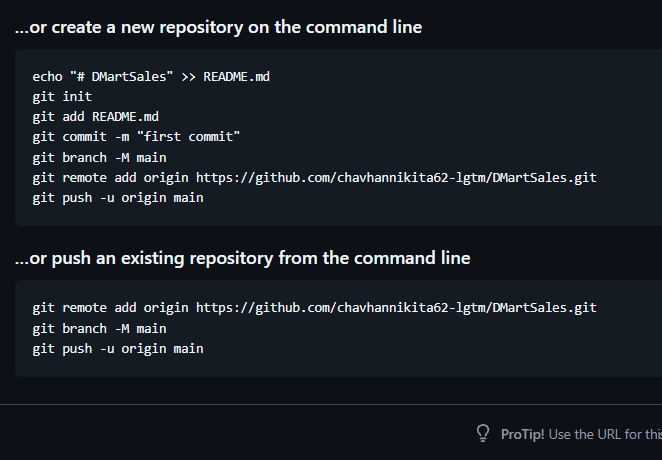 ...or create a new repository on the command line
echo "# DMartSales" >> README.md
git init
git add README.md
git commit -m "first commit"
git branch -M main
git remote add origin https://github.com/chavhannikita62-lgtm/DMartSales.git
git push -u origin main
...or push an existing repository from the command line
git remote add origin https://github.com/chavhannikita62-lgtm/DMartSales.git
git branch -M main
git push -u origin main
ProTip! Use the URL for this